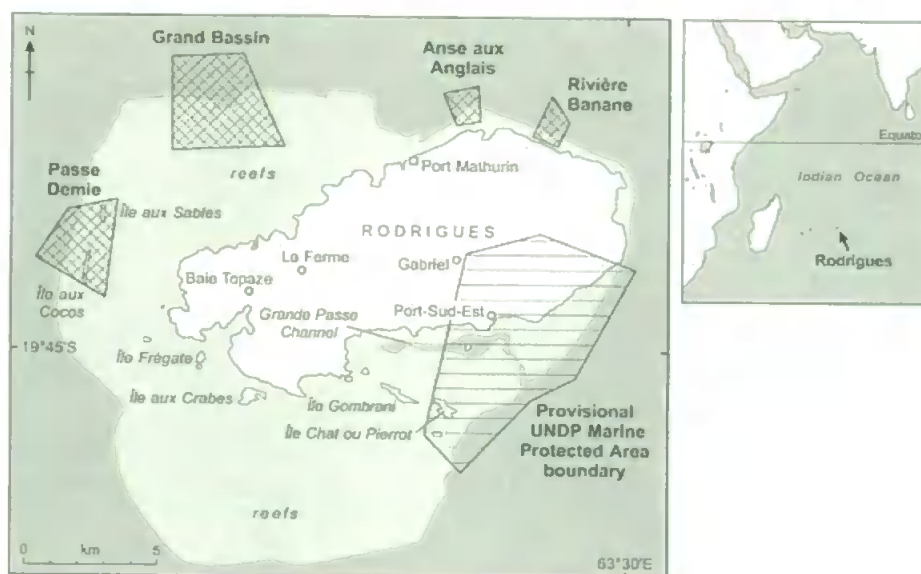 N
Grand Bassin
Anse aux
Anglais
Rivière
Banane
Passe
Demie
reefs
Port Mathurin
Île aux Sables
RODRIGUES
La Ferme
Gabriel
Baie Topaze
Île aux
Cocos
Grande Passe
Channel
Port-Sud-Est
19°45'S
Île Frégate
Île aux Crabes
Île Gombrani
Île Chat ou Pierrot
Provisional
UNDP Marine
Protected Area
boundary
reefs
0 km 5
63°30'E
Equato
Indian Ocean
Rodrigues